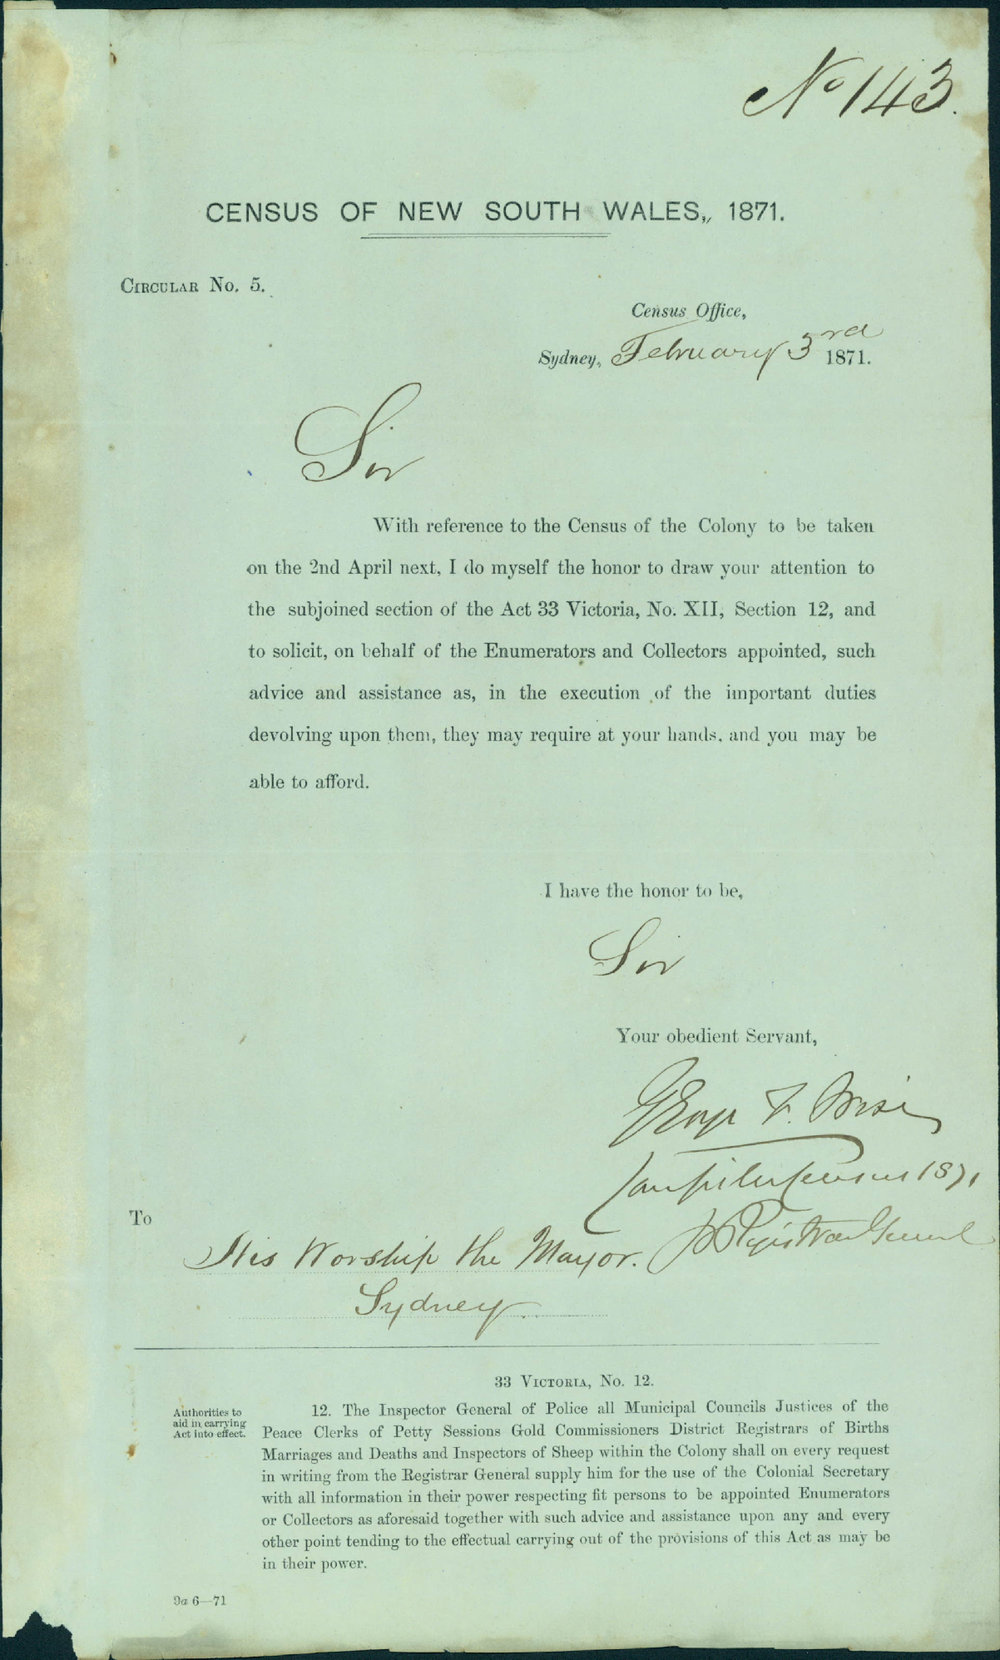 No 143.
CENSUS OF NEW SOUTH WALES, 1871.
CIRCULAR No. 5.
Census Office,
Sydney, February 3rd 1871.
Sir
With reference to the Census of the Colony to be taken
on the 2nd April next, I do myself the honor to draw your attention to
the subjoined section of the Act 33 Victoria, No. XII, Section 12, and
to solicit, on behalf of the Enumerators and Collectors appointed, such
advice and assistance as, in the execution of the important duties
devolving upon them, they may require at your hands, and you may be
able to afford.
I have the honor to be,
Sir
Your obedient Servant,
George F. Wise
Compiler Census 1871
Registrar General
To
His Worship the Mayor.
Sydney
33 VICTORIA, No. 12.
Authorities to
aid in carrying
Act into effect.
12. The Inspector General of Police all Municipal Councils Justices of the
Peace Clerks of Petty Sessions Gold Commissioners District Registrars of Births
Marriages and Deaths and Inspectors of Sheep within the Colony shall on every request
in writing from the Registrar General supply him for the use of the Colonial Secretary
with all information in their power respecting fit persons to be appointed Enumerators
or Collectors as aforesaid together with such advice and assistance upon any and every
other point tending to the effectual carrying out of the provisions of this Act as may be
in their power.
9a 6—71